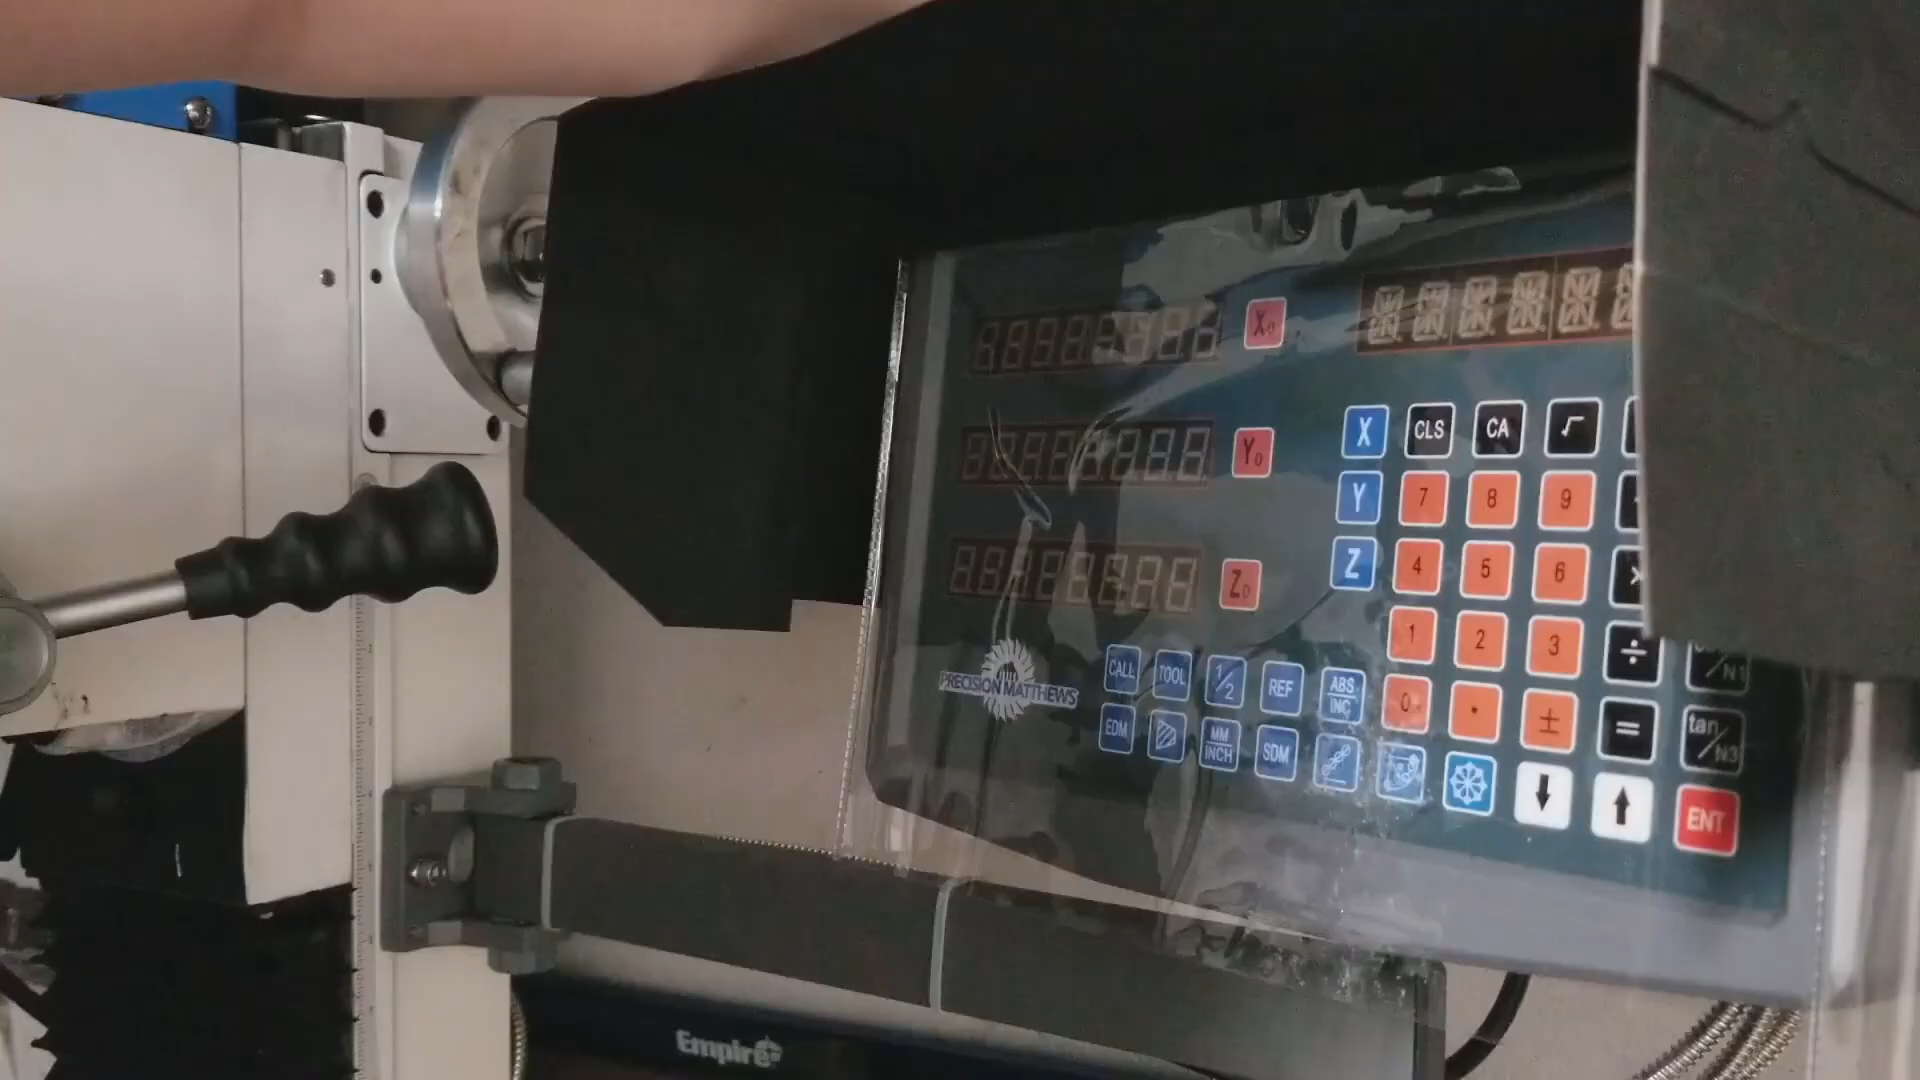 X0
Y0
Z0
X CLS CA √
Y 7 8 9
Z 4 5 6 ×
1 2 3 ÷
0 . ± =
tan/N3
CALL TOOL 1/2 REF ABS/INC
EDM MM/INCH SDM
↓ ↑ ENT
PRECISION MATTHEWS
Empire